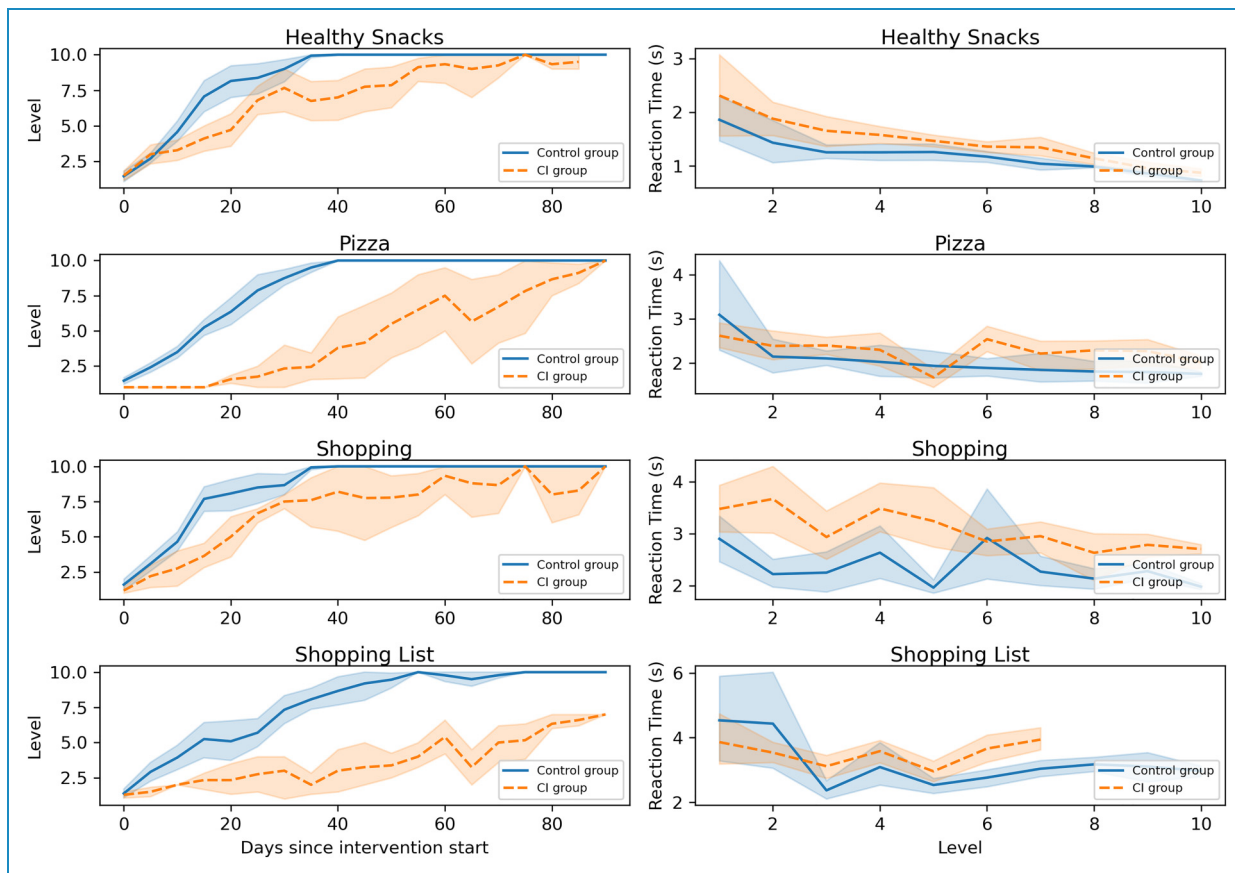 Healthy Snacks
Level
10.0
7.5
5.0
2.5
0 20 40 60 80
Control group
CI group
Healthy Snacks
Reaction Time (s)
3
2
1
2 4 6 8 10
Control group
CI group
Pizza
Level
10.0
7.5
5.0
2.5
0 20 40 60 80
Control group
CI group
Pizza
Reaction Time (s)
4
3
2
2 4 6 8 10
Control group
CI group
Shopping
Level
10.0
7.5
5.0
2.5
0 20 40 60 80
Control group
CI group
Shopping
Reaction Time (s)
4
3
2
2 4 6 8 10
Control group
CI group
Shopping List
Level
10.0
7.5
5.0
2.5
0 20 40 60 80
Control group
CI group
Days since intervention start
Shopping List
Reaction Time (s)
6
4
2
2 4 6 8 10
Control group
CI group
Level